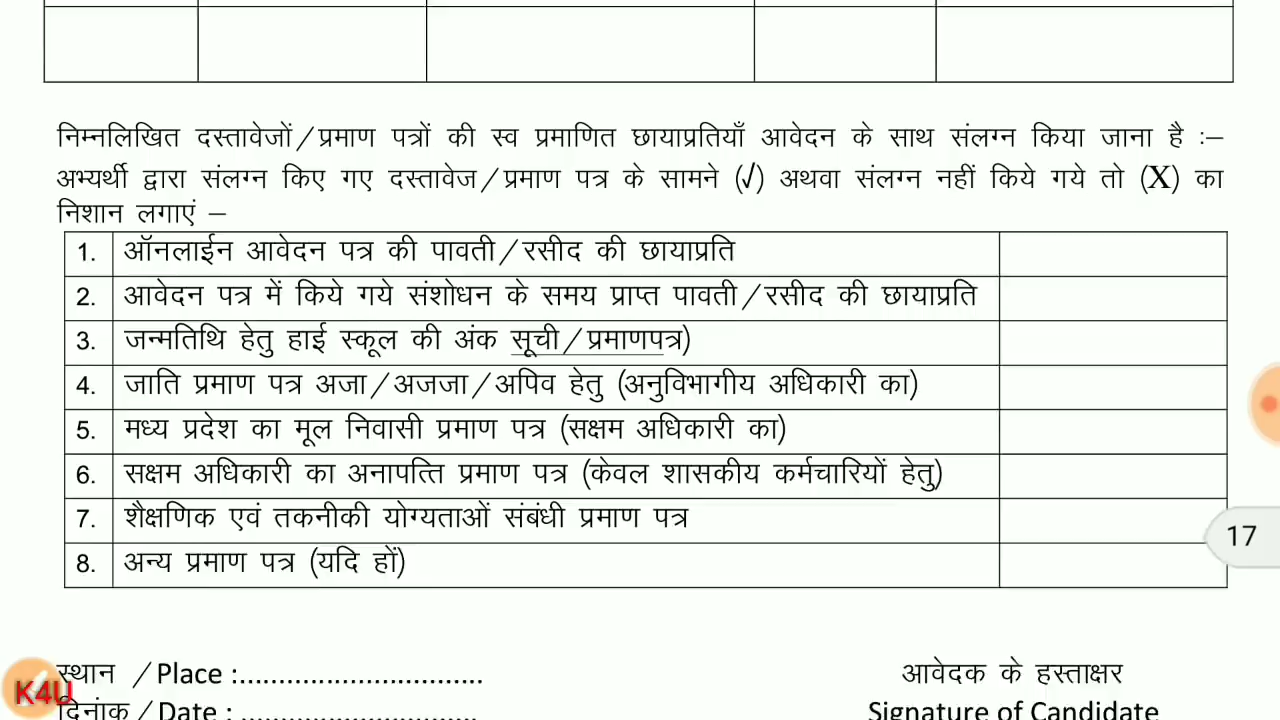 निम्नलिखित दस्तावेजों/प्रमाण पत्रों की स्व प्रमाणित छायाप्रतियाँ आवेदन के साथ संलग्न किया जाना है :–
अभ्यर्थी द्वारा संलग्न किए गए दस्तावेज/प्रमाण पत्र के सामने (√) अथवा संलग्न नहीं किये गये तो (X) का
निशान लगाएं –
1. ऑनलाईन आवेदन पत्र की पावती/रसीद की छायाप्रति
2. आवेदन पत्र में किये गये संशोधन के समय प्राप्त पावती/रसीद की छायाप्रति
3. जन्मतिथि हेतु हाई स्कूल की अंक सूची/प्रमाणपत्र)
4. जाति प्रमाण पत्र अजा/अजजा/अपिव हेतु (अनुविभागीय अधिकारी का)
5. मध्य प्रदेश का मूल निवासी प्रमाण पत्र (सक्षम अधिकारी का)
6. सक्षम अधिकारी का अनापत्ति प्रमाण पत्र (केवल शासकीय कर्मचारियों हेतु)
7. शैक्षणिक एवं तकनीकी योग्यताओं संबंधी प्रमाण पत्र
17
8. अन्य प्रमाण पत्र (यदि हों)
स्थान /Place :...............................
आवेदक के हस्ताक्षर
K4U
दिनांक/Date : ..............................
Signature of Candidate